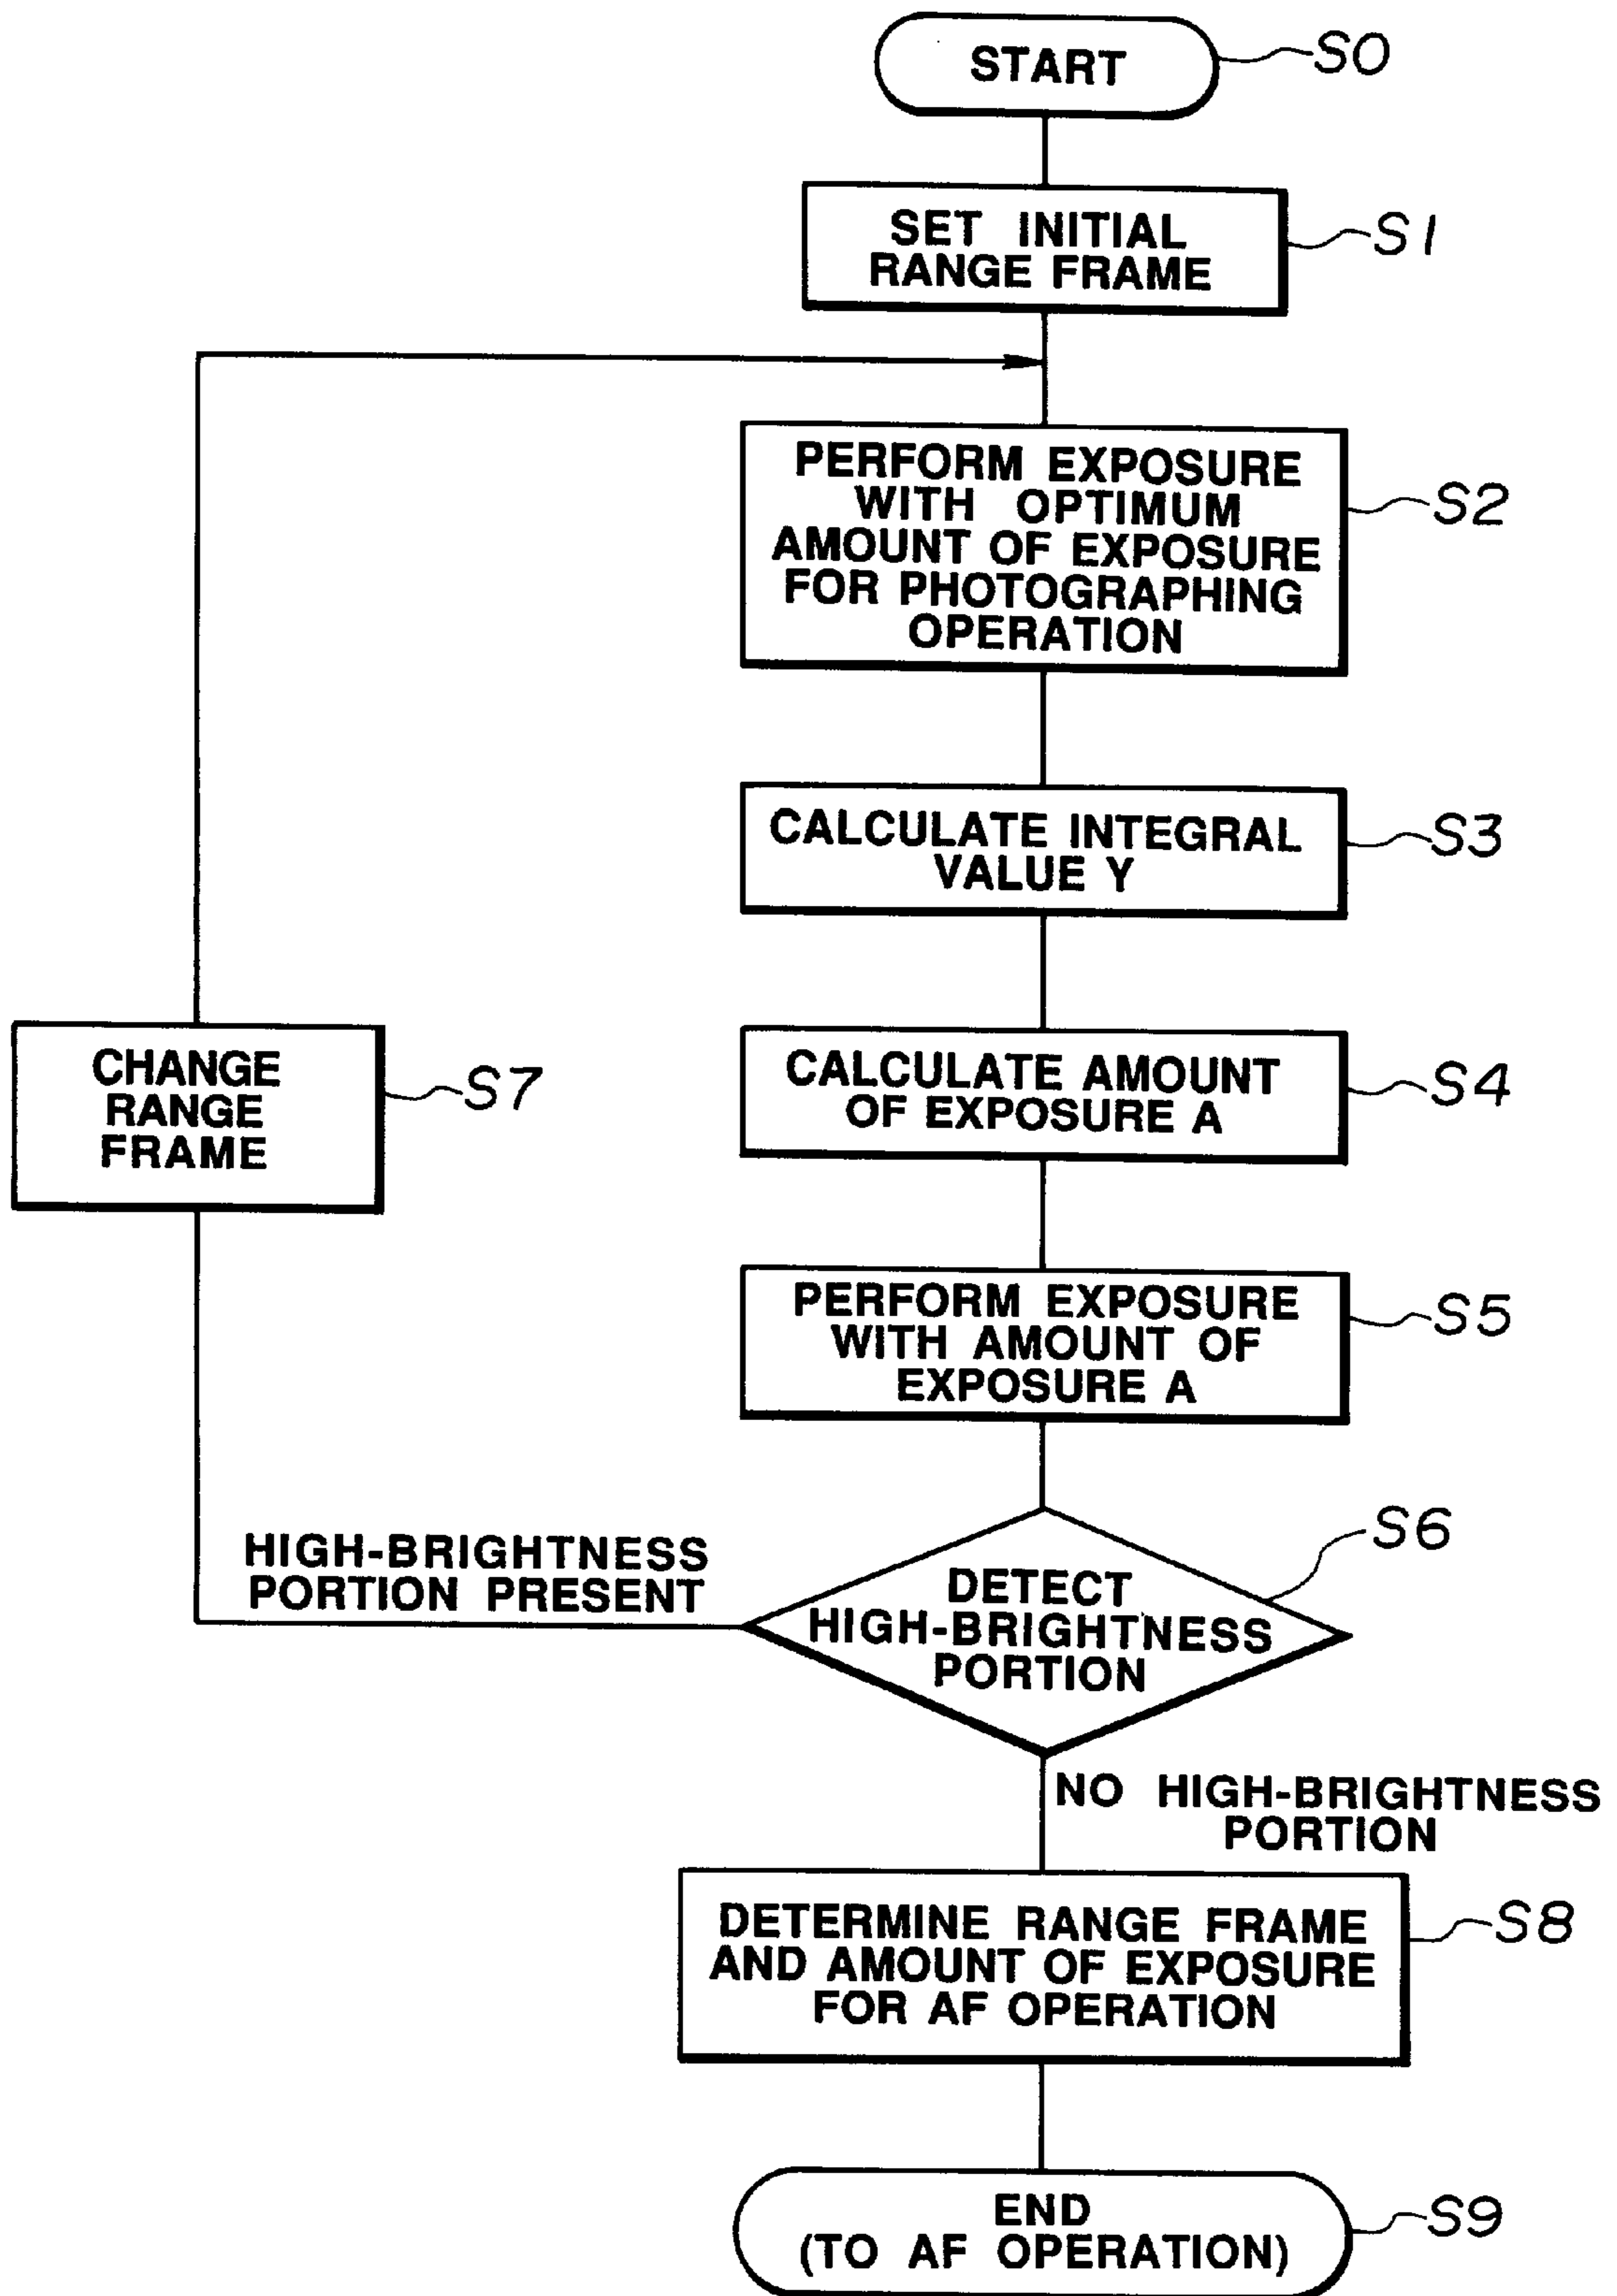 START
S0
SET INITIAL
RANGE FRAME
S1
PERFORM EXPOSURE
WITH OPTIMUM
AMOUNT OF EXPOSURE
FOR PHOTOGRAPHING
OPERATION
S2
CALCULATE INTEGRAL
VALUE Y
S3
CALCULATE AMOUNT
OF EXPOSURE A
S4
CHANGE
RANGE
FRAME
S7
PERFORM EXPOSURE
WITH AMOUNT OF
EXPOSURE A
S5
DETECT
HIGH-BRIGHTNESS
PORTION
S6
HIGH-BRIGHTNESS
PORTION PRESENT
NO HIGH-BRIGHTNESS
PORTION
DETERMINE RANGE FRAME
AND AMOUNT OF EXPOSURE
FOR AF OPERATION
S8
END
(TO AF OPERATION)
S9